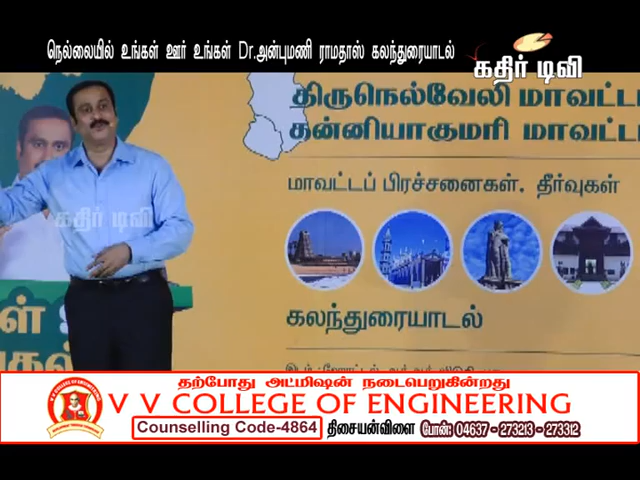 நெல்லையில் உங்கள் ஊர் உங்கள் Dr.அன்புமணி ராமதாஸ் கலந்துரையாடல்
கதிர் டிவி
திருநெல்வேலி மாவட்ட
கன்னியாகுமரி மாவட்ட
மாவட்டப் பிரச்சனைகள், தீர்வுகள்
கதிர் டிவி
கலந்துரையாடல்
தற்போது அட்மிஷன் நடைபெறுகின்றது
V V COLLEGE OF ENGINEERING
Counselling Code-4864 திசையன்விளை போன்: 04637 - 273213 - 273312